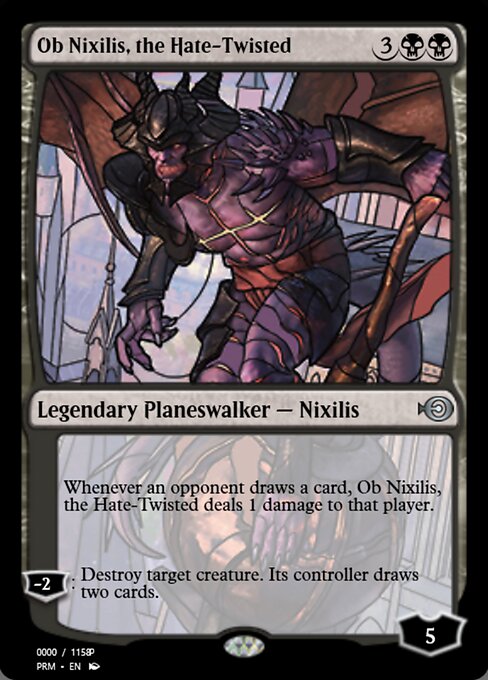 Ob Nixilis, the Hate-Twisted 3
Legendary Planeswalker — Nixilis
Whenever an opponent draws a card, Ob Nixilis,
the Hate-Twisted deals 1 damage to that player.
-2 : Destroy target creature. Its controller draws
two cards.
5
0000 / 1158P
PRM • EN